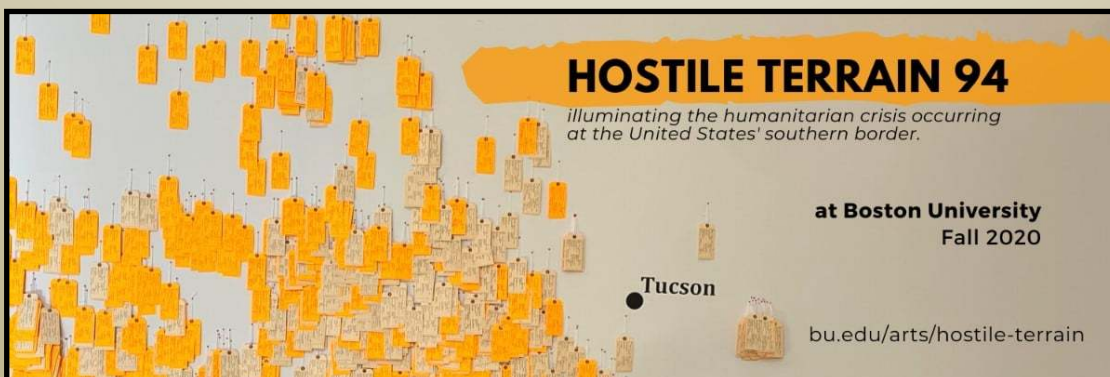 HOSTILE TERRAIN 94
illuminating the humanitarian crisis occurring
at the United States' southern border.
at Boston University
Fall 2020
Tucson
bu.edu/arts/hostile-terrain